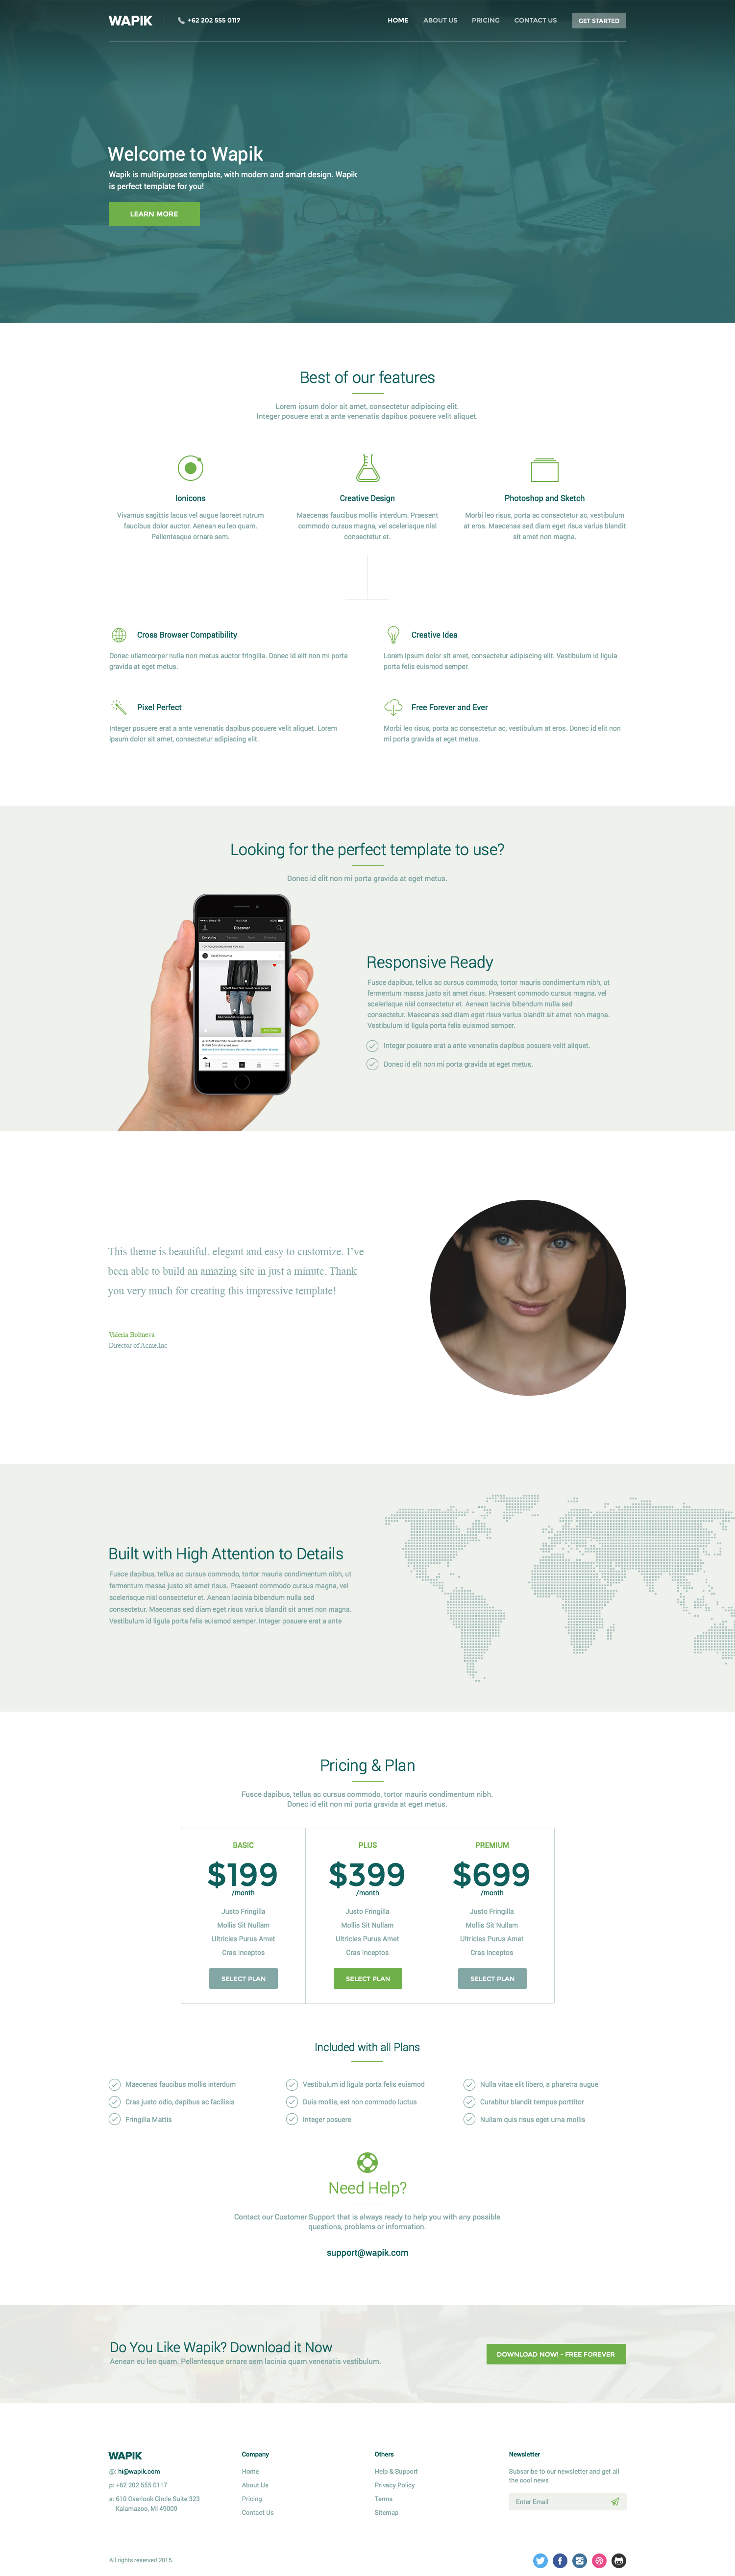 WAPIK
+62 202 555 0117
HOME
ABOUT US
PRICING
CONTACT US
GET STARTED
Welcome to Wapik
Wapik is multipurpose template, with modern and smart design. Wapik
is perfect template for you!
LEARN MORE
Best of our features
Lorem ipsum dolor sit amet, consectetur adipiscing elit.
Integer posuere erat a ante venenatis dapibus posuere velit aliquet.
Ionicons
Vivamus sagittis lacus vel augue laoreet rutrum
faucibus dolor auctor. Aenean eu leo quam.
Pellentesque ornare sem.
Creative Design
Maecenas faucibus mollis interdum. Praesent
commodo cursus magna, vel scelerisque nisl
consectetur et.
Photoshop and Sketch
Morbi leo risus, porta ac consectetur ac, vestibulum
at eros. Maecenas sed diam eget risus varius blandit
sit amet non magna.
Cross Browser Compatibility
Donec ullamcorper nulla non metus auctor fringilla. Donec id elit non mi porta
gravida at eget metus.
Creative Idea
Lorem ipsum dolor sit amet, consectetur adipiscing elit. Vestibulum id ligula
porta felis euismod semper.
Pixel Perfect
Integer posuere erat a ante venenatis dapibus posuere velit aliquet. Lorem
ipsum dolor sit amet, consectetur adipiscing elit.
Free Forever and Ever
Morbi leo risus, porta ac consectetur ac, vestibulum at eros. Donec id elit non
mi porta gravida at eget metus.
Looking for the perfect template to use?
Donec id elit non mi porta gravida at eget metus.
Discover
Responsive Ready
Fusce dapibus, tellus ac cursus commodo, tortor mauris condimentum nibh, ut
fermentum massa justo sit amet risus. Praesent commodo cursus magna, vel
scelerisque nisl consectetur et. Aenean lacinia bibendum nulla sed
consectetur. Maecenas sed diam eget risus varius blandit sit amet non magna.
Vestibulum id ligula porta felis euismod semper.
Integer posuere erat a ante venenatis dapibus posuere velit aliquet.
Donec id elit non mi porta gravida at eget metus.
This theme is beautiful, elegant and easy to customize. I've
been able to build an amazing site in just a minute. Thank
you very much for creating this impressive template!
Valeria Boltneva
Director of Acme.Inc
Built with High Attention to Details
Fusce dapibus, tellus ac cursus commodo, tortor mauris condimentum nibh, ut
fermentum massa justo sit amet risus. Praesent commodo cursus magna, vel
scelerisque nisl consectetur et. Aenean lacinia bibendum nulla sed
consectetur. Maecenas sed diam eget risus varius blandit sit amet non magna.
Vestibulum id ligula porta felis euismod semper. Integer posuere erat a ante
Pricing & Plan
Fusce dapibus, tellus ac cursus commodo, tortor mauris condimentum nibh.
Donec id elit non mi porta gravida at eget metus.
BASIC
$199
/month
Justo Fringilla
Mollis Sit Nullam
Ultricies Purus Amet
Cras Inceptos
SELECT PLAN
PLUS
$399
/month
Justo Fringilla
Mollis Sit Nullam
Ultricies Purus Amet
Cras Inceptos
SELECT PLAN
PREMIUM
$699
/month
Justo Fringilla
Mollis Sit Nullam
Ultricies Purus Amet
Cras Inceptos
SELECT PLAN
Included with all Plans
Maecenas faucibus mollis interdum
Cras justo odio, dapibus ac facilisis
Fringilla Mattis
Vestibulum id ligula porta felis euismod
Duis mollis, est non commodo luctus
Integer posuere
Nulla vitae elit libero, a pharetra augue
Curabitur blandit tempus porttitor
Nullam quis risus eget urna mollis
Need Help?
Contact our Customer Support that is always ready to help you with any possible
questions, problems or information.
support@wapik.com
Do You Like Wapik? Download it Now
Aenean eu leo quam. Pellentesque ornare sem lacinia quam venenatis vestibulum.
DOWNLOAD NOW! - FREE FOREVER
WAPIK
@: hi@wapik.com
p: +62 202 555 0117
a: 610 Overlook Circle Suite 323
Kalamazoo, MI 49009
Company
Home
About Us
Pricing
Contact Us
Others
Help & Support
Privacy Policy
Terms
Sitemap
Newsletter
Subscribe to our newsletter and get all
the cool news
Enter Email
All rights reserved 2015.